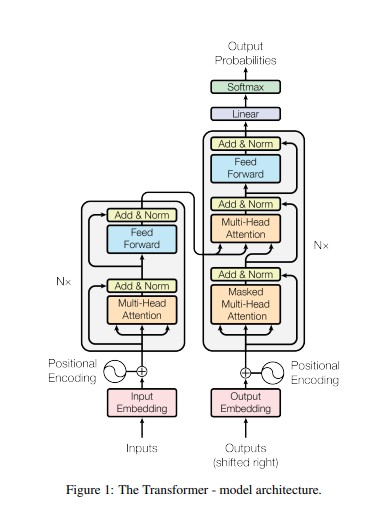 Output
Probabilities
Softmax
Linear
Add & Norm
Feed
Forward
Add & Norm
Multi-Head
Attention
Add & Norm
Masked
Multi-Head
Attention
N×
Add & Norm
Feed
Forward
Add & Norm
Multi-Head
Attention
N×
Positional
Encoding
Positional
Encoding
Input
Embedding
Output
Embedding
Inputs
Outputs
(shifted right)
Figure 1: The Transformer - model architecture.